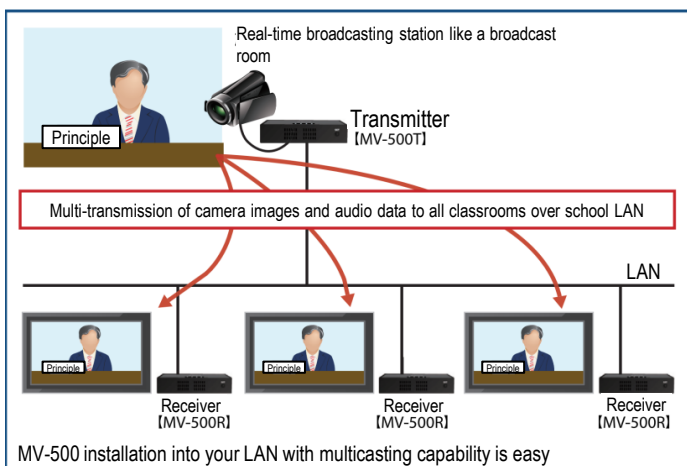 Real-time broadcasting station like a broadcast
room
Principle
Transmitter
【MV-500T】
Multi-transmission of camera images and audio data to all classrooms over school LAN
LAN
Principle
Principle
Principle
Receiver
【MV-500R】
Receiver
【MV-500R】
Receiver
【MV-500R】
MV-500 installation into your LAN with multicasting capability is easy